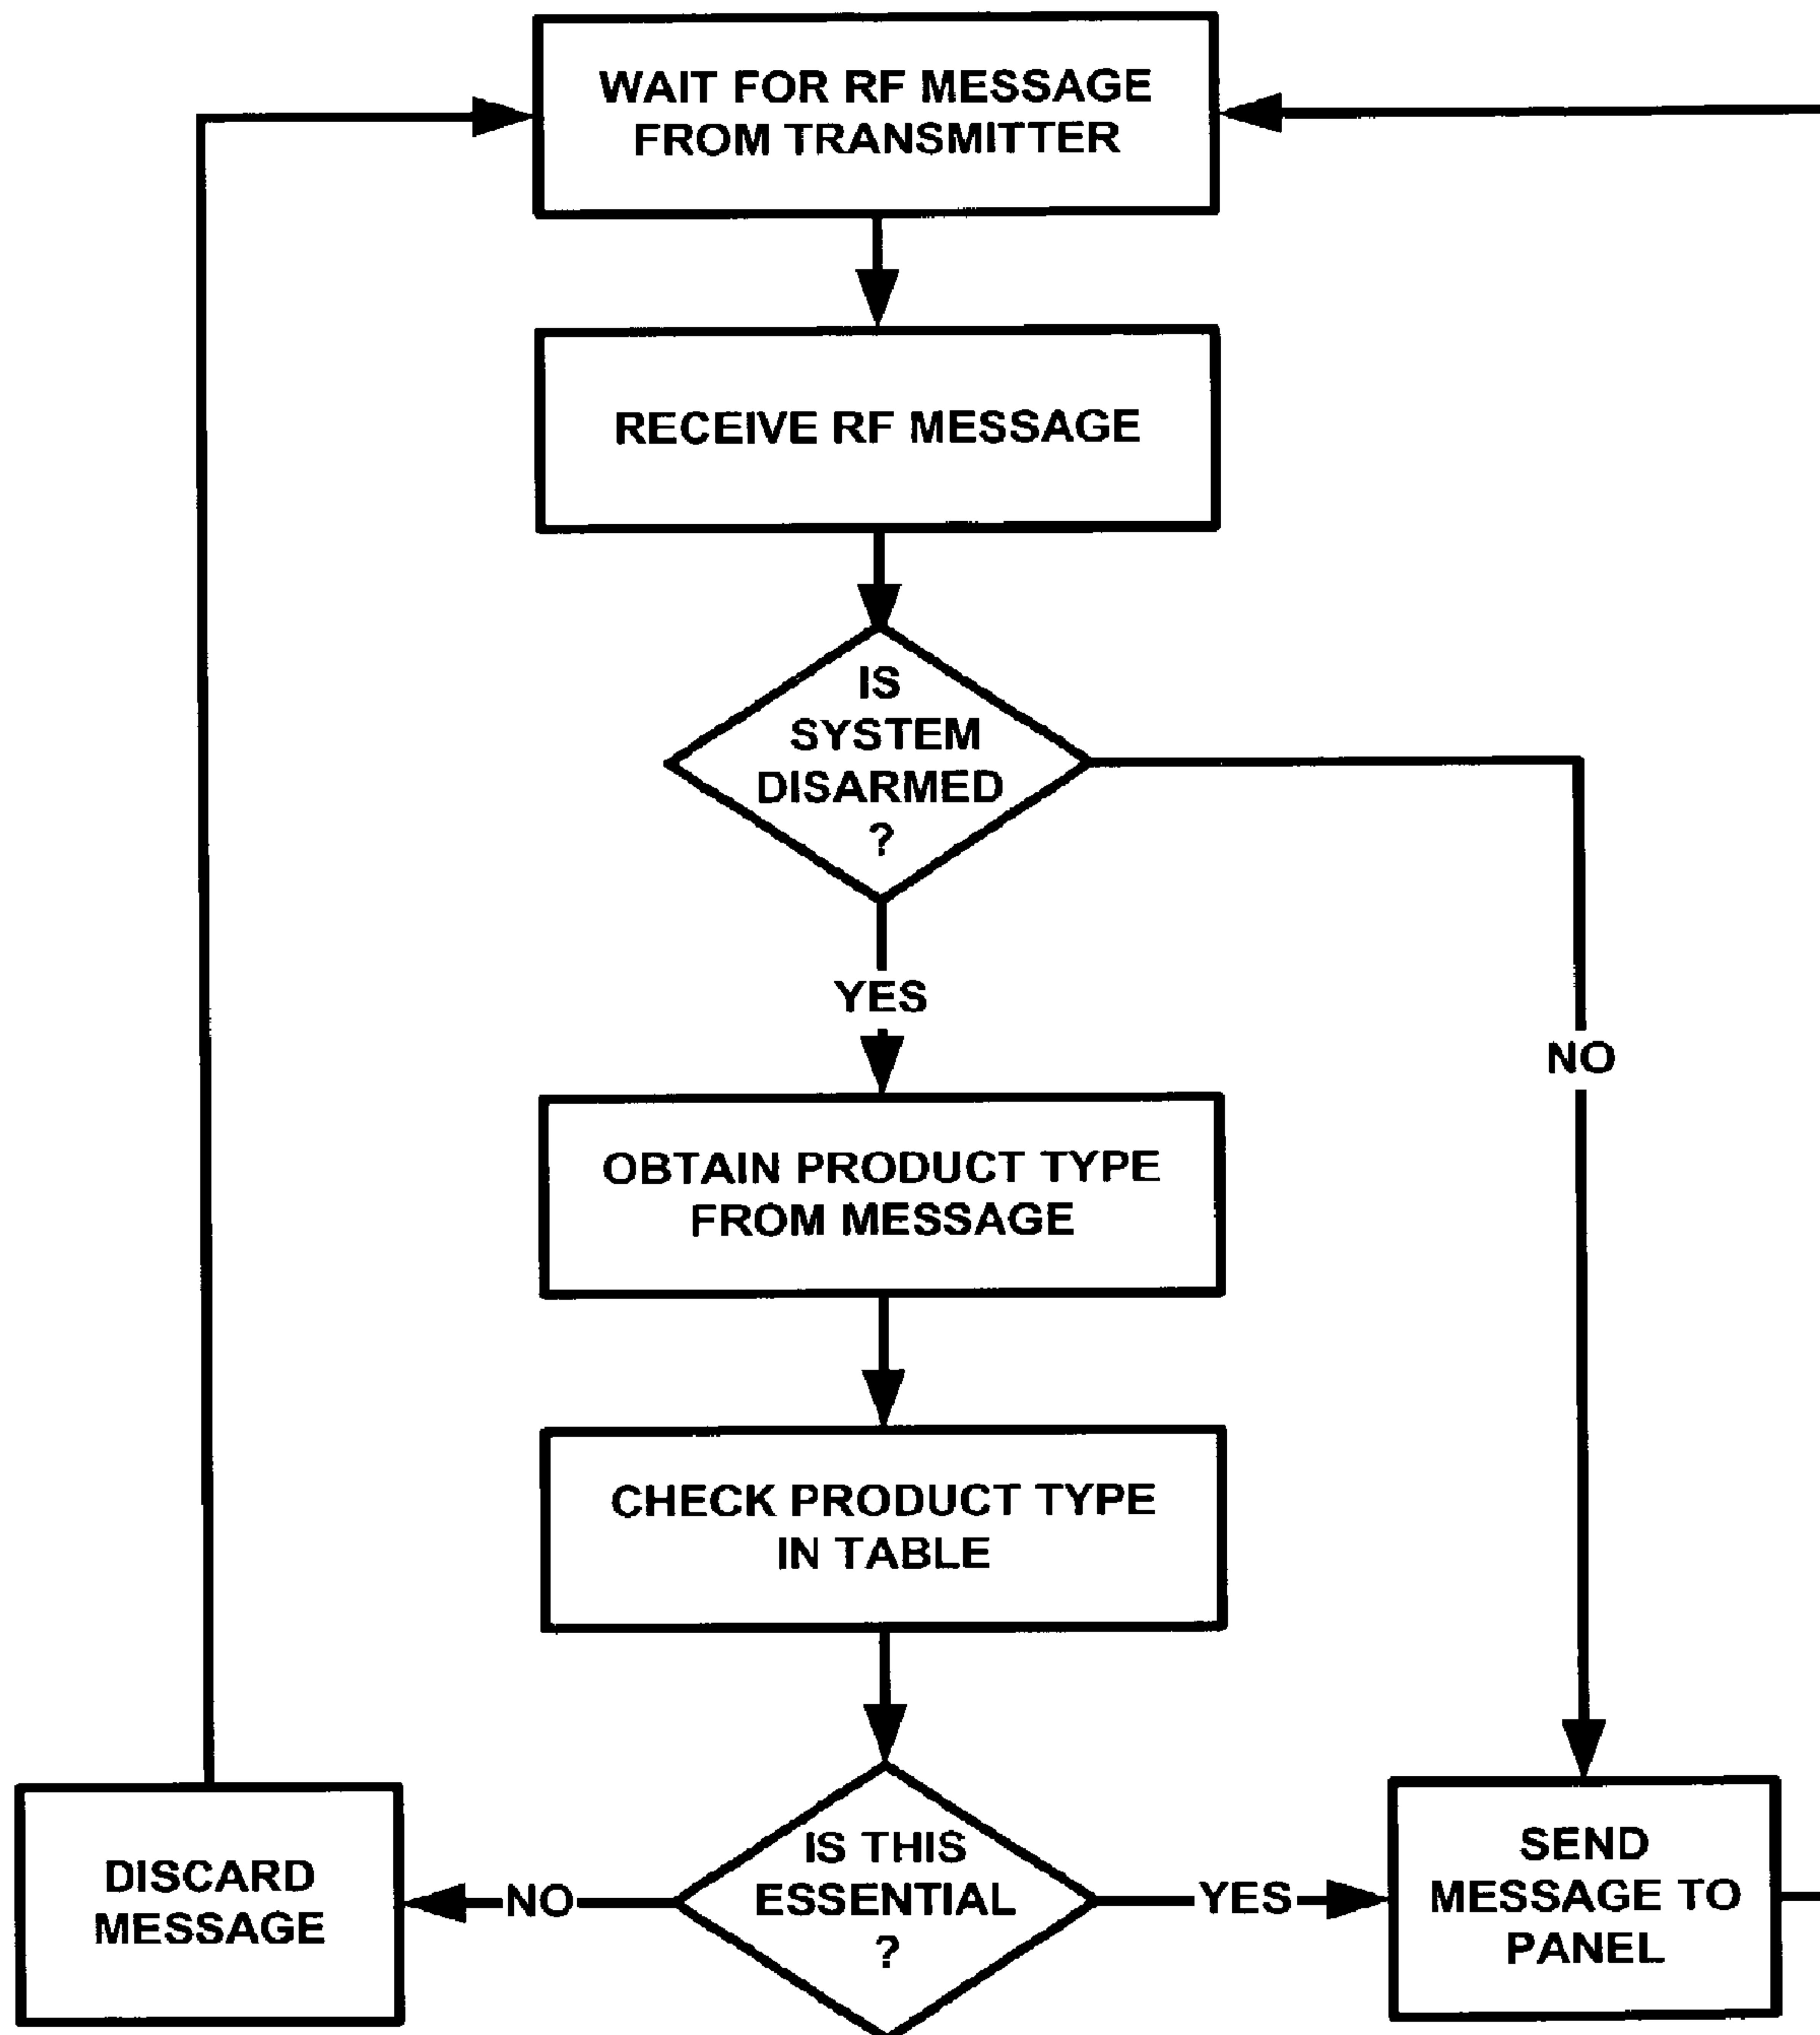 WAIT FOR RF MESSAGE
FROM TRANSMITTER
RECEIVE RF MESSAGE
IS
SYSTEM
DISARMED
?
YES
NO
OBTAIN PRODUCT TYPE
FROM MESSAGE
CHECK PRODUCT TYPE
IN TABLE
IS THIS
ESSENTIAL
?
NO
YES
DISCARD
MESSAGE
SEND
MESSAGE TO
PANEL